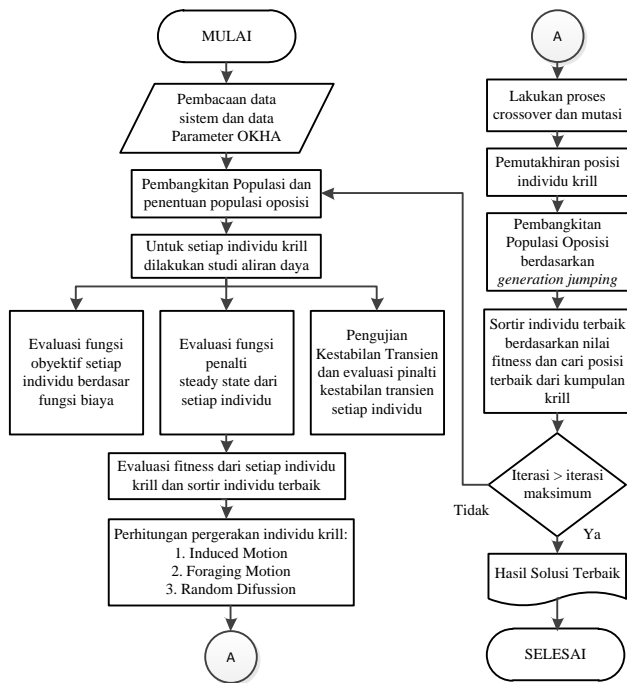 MULAI
Pembacaan data
sistem dan data
Parameter OKHA
Pembangkitan Populasi dan
penentuan populasi oposisi
Untuk setiap individu krill
dilakukan studi aliran daya
Evaluasi fungsi
obyektif setiap
individu berdasar
fungsi biaya
Evaluasi fungsi
penalti
steady state dari
setiap individu
Pengujian
Kestabilan Transien
dan evaluasi pinalti
kestabilan transien
setiap individu
Evaluasi fitness dari setiap individu
krill dan sortir individu terbaik
Perhitungan pergerakan individu krill:
1. Induced Motion
2. Foraging Motion
3. Random Difussion
A
A
Lakukan proses
crossover dan mutasi
Pemutakhiran posisi
individu krill
Pembangkitan
Populasi Oposisi
berdasarkan
generation jumping
Sortir individu terbaik
berdasarkan nilai
fitness dan cari posisi
terbaik dari kumpulan
krill
Iterasi > iterasi
maksimum
Tidak
Ya
Hasil Solusi Terbaik
SELESAI